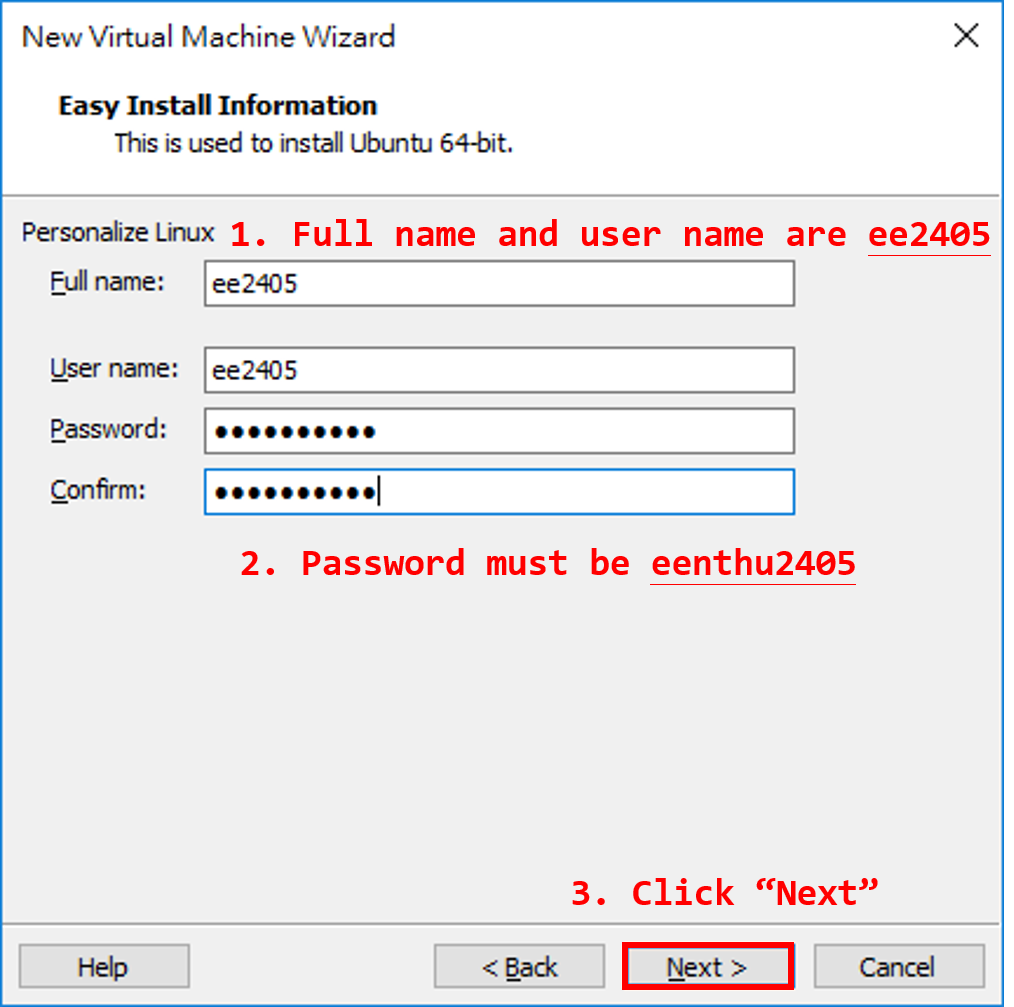 New Virtual Machine Wizard
Easy Install Information
This is used to install Ubuntu 64-bit.
Personalize Linux 1. Full name and user name are ee2405
Full name: ee2405
User name: ee2405
Password: ●●●●●●●●●●
Confirm: ●●●●●●●●●●
2. Password must be eenthu2405
3. Click “Next”
Help < Back Next > Cancel